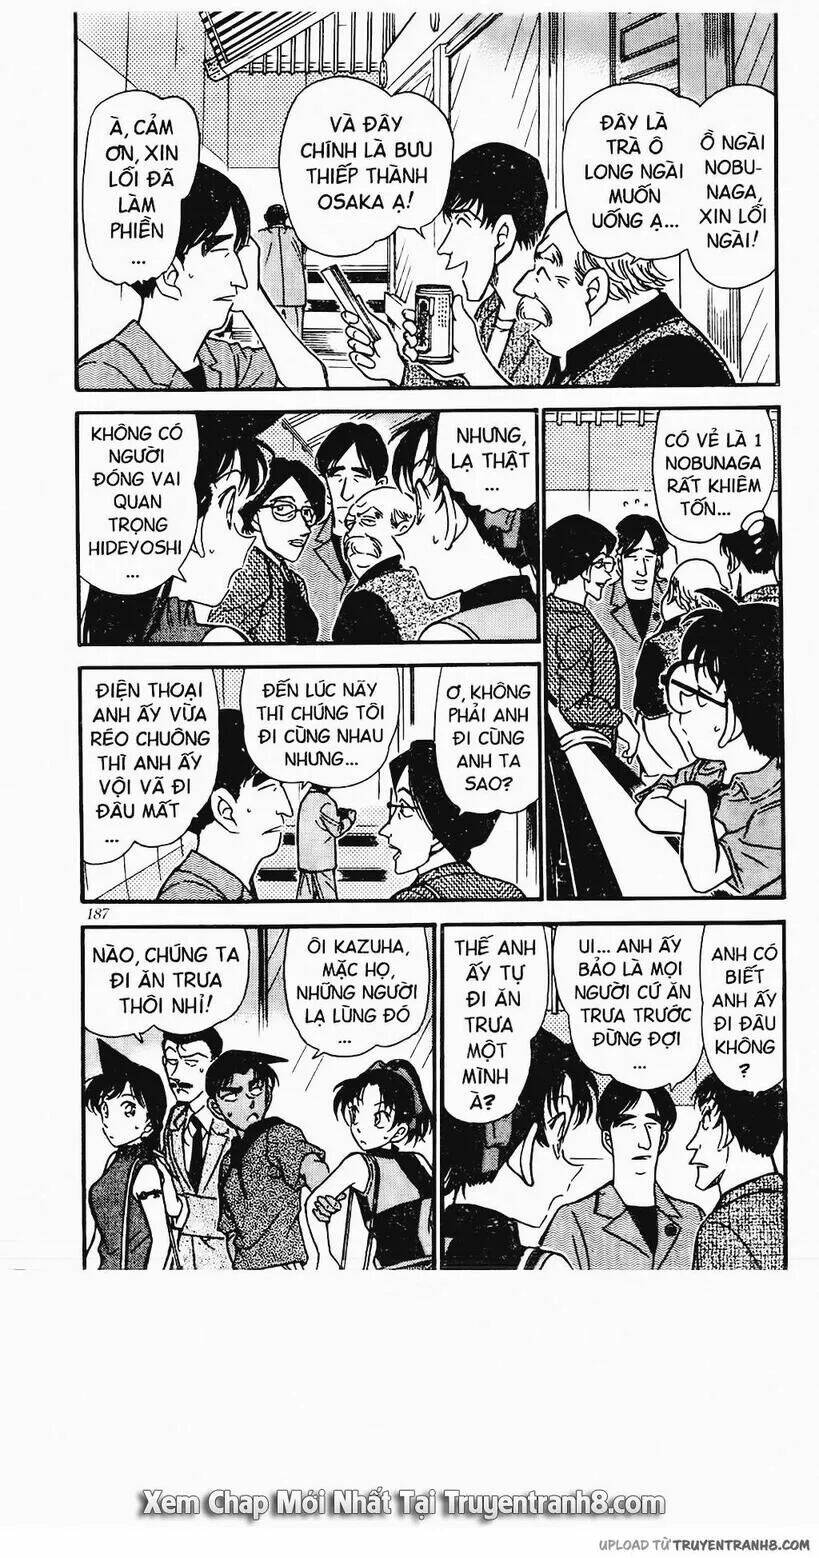 Ồ NGÀI
NOBU-
NAGA,
XIN LỖI
NGÀI!
ĐÂY LÀ
TRÀ Ô
LONG NGÀI
MUỐN
UỐNG Ạ...
VÀ ĐÂY
CHÍNH LÀ BƯU
THIẾP THÀNH
OSAKA Ạ!
À, CẢM
ƠN, XIN
LỖI ĐÃ
LÀM
PHIỀN
...
CÓ VẺ LÀ 1
NOBUNAGA
RẤT KHIÊM
TỐN...
NHƯNG,
LẠ THẬT
...
KHÔNG CÓ
NGƯỜI
ĐÓNG VAI
QUAN
TRỌNG
HIDEYOSHI
...
Ơ, KHÔNG
PHẢI ANH
ĐI CÙNG
ANH TA
SAO?
ĐẾN LÚC NÃY
THÌ CHÚNG TÔI
ĐI CÙNG NHAU
NHƯNG...
ĐIỆN THOẠI
ANH ẤY VỪA
RÉO CHUÔNG
THÌ ANH ẤY
VỘI VÃ ĐI
ĐÂU MẤT
...
187
ANH CÓ
BIẾT
ANH ẤY
ĐI ĐÂU
KHÔNG
?
UI... ANH ẤY
BẢO LÀ MỌI
NGƯỜI CỨ ĂN
TRƯA TRƯỚC
ĐỪNG ĐỢI
...
THẾ ANH
ẤY TỰ
ĐI ĂN
TRƯA
MỘT
MÌNH
À?
ÔI KAZUHA,
MẶC HỌ,
NHỮNG NGƯỜI
LẠ LÙNG ĐÓ
...
NÀO, CHÚNG TA
ĐI ĂN TRƯA
THÔI NHỈ!
Xem Chap Mới Nhất Tại Truyentranh8.com
UPLOAD TỪ TRUYENTRANH8.COM